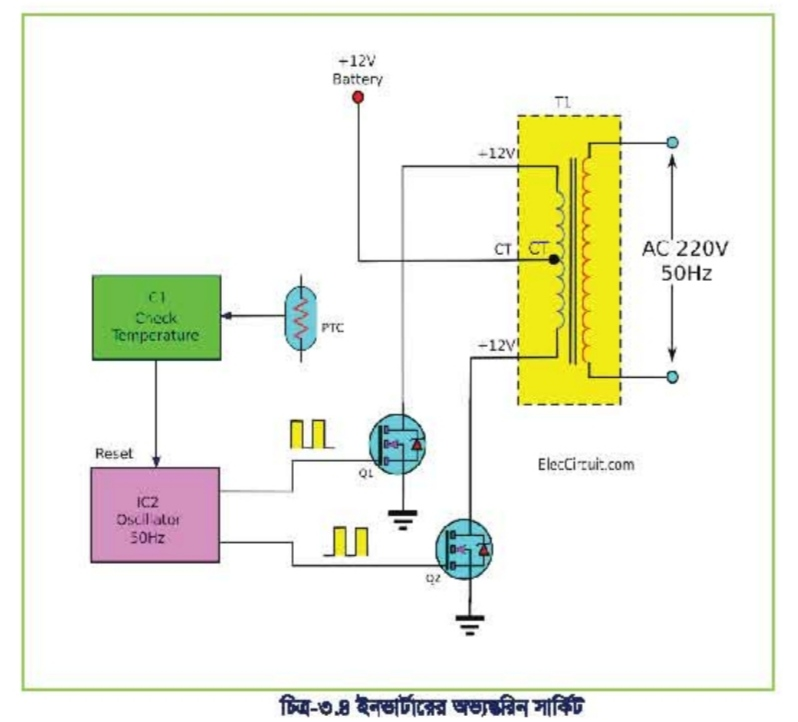 +12V
Battery
T1
+12V
CT
CT
AC 220V
50Hz
C1
Check
Temperature
PTC
+12V
Reset
Q1
ElecCircuit.com
IC2
Oscillator
50Hz
Q2
চিত্র-৩.৪ ইনভার্টারের অভ্যন্তরিন সার্কিট